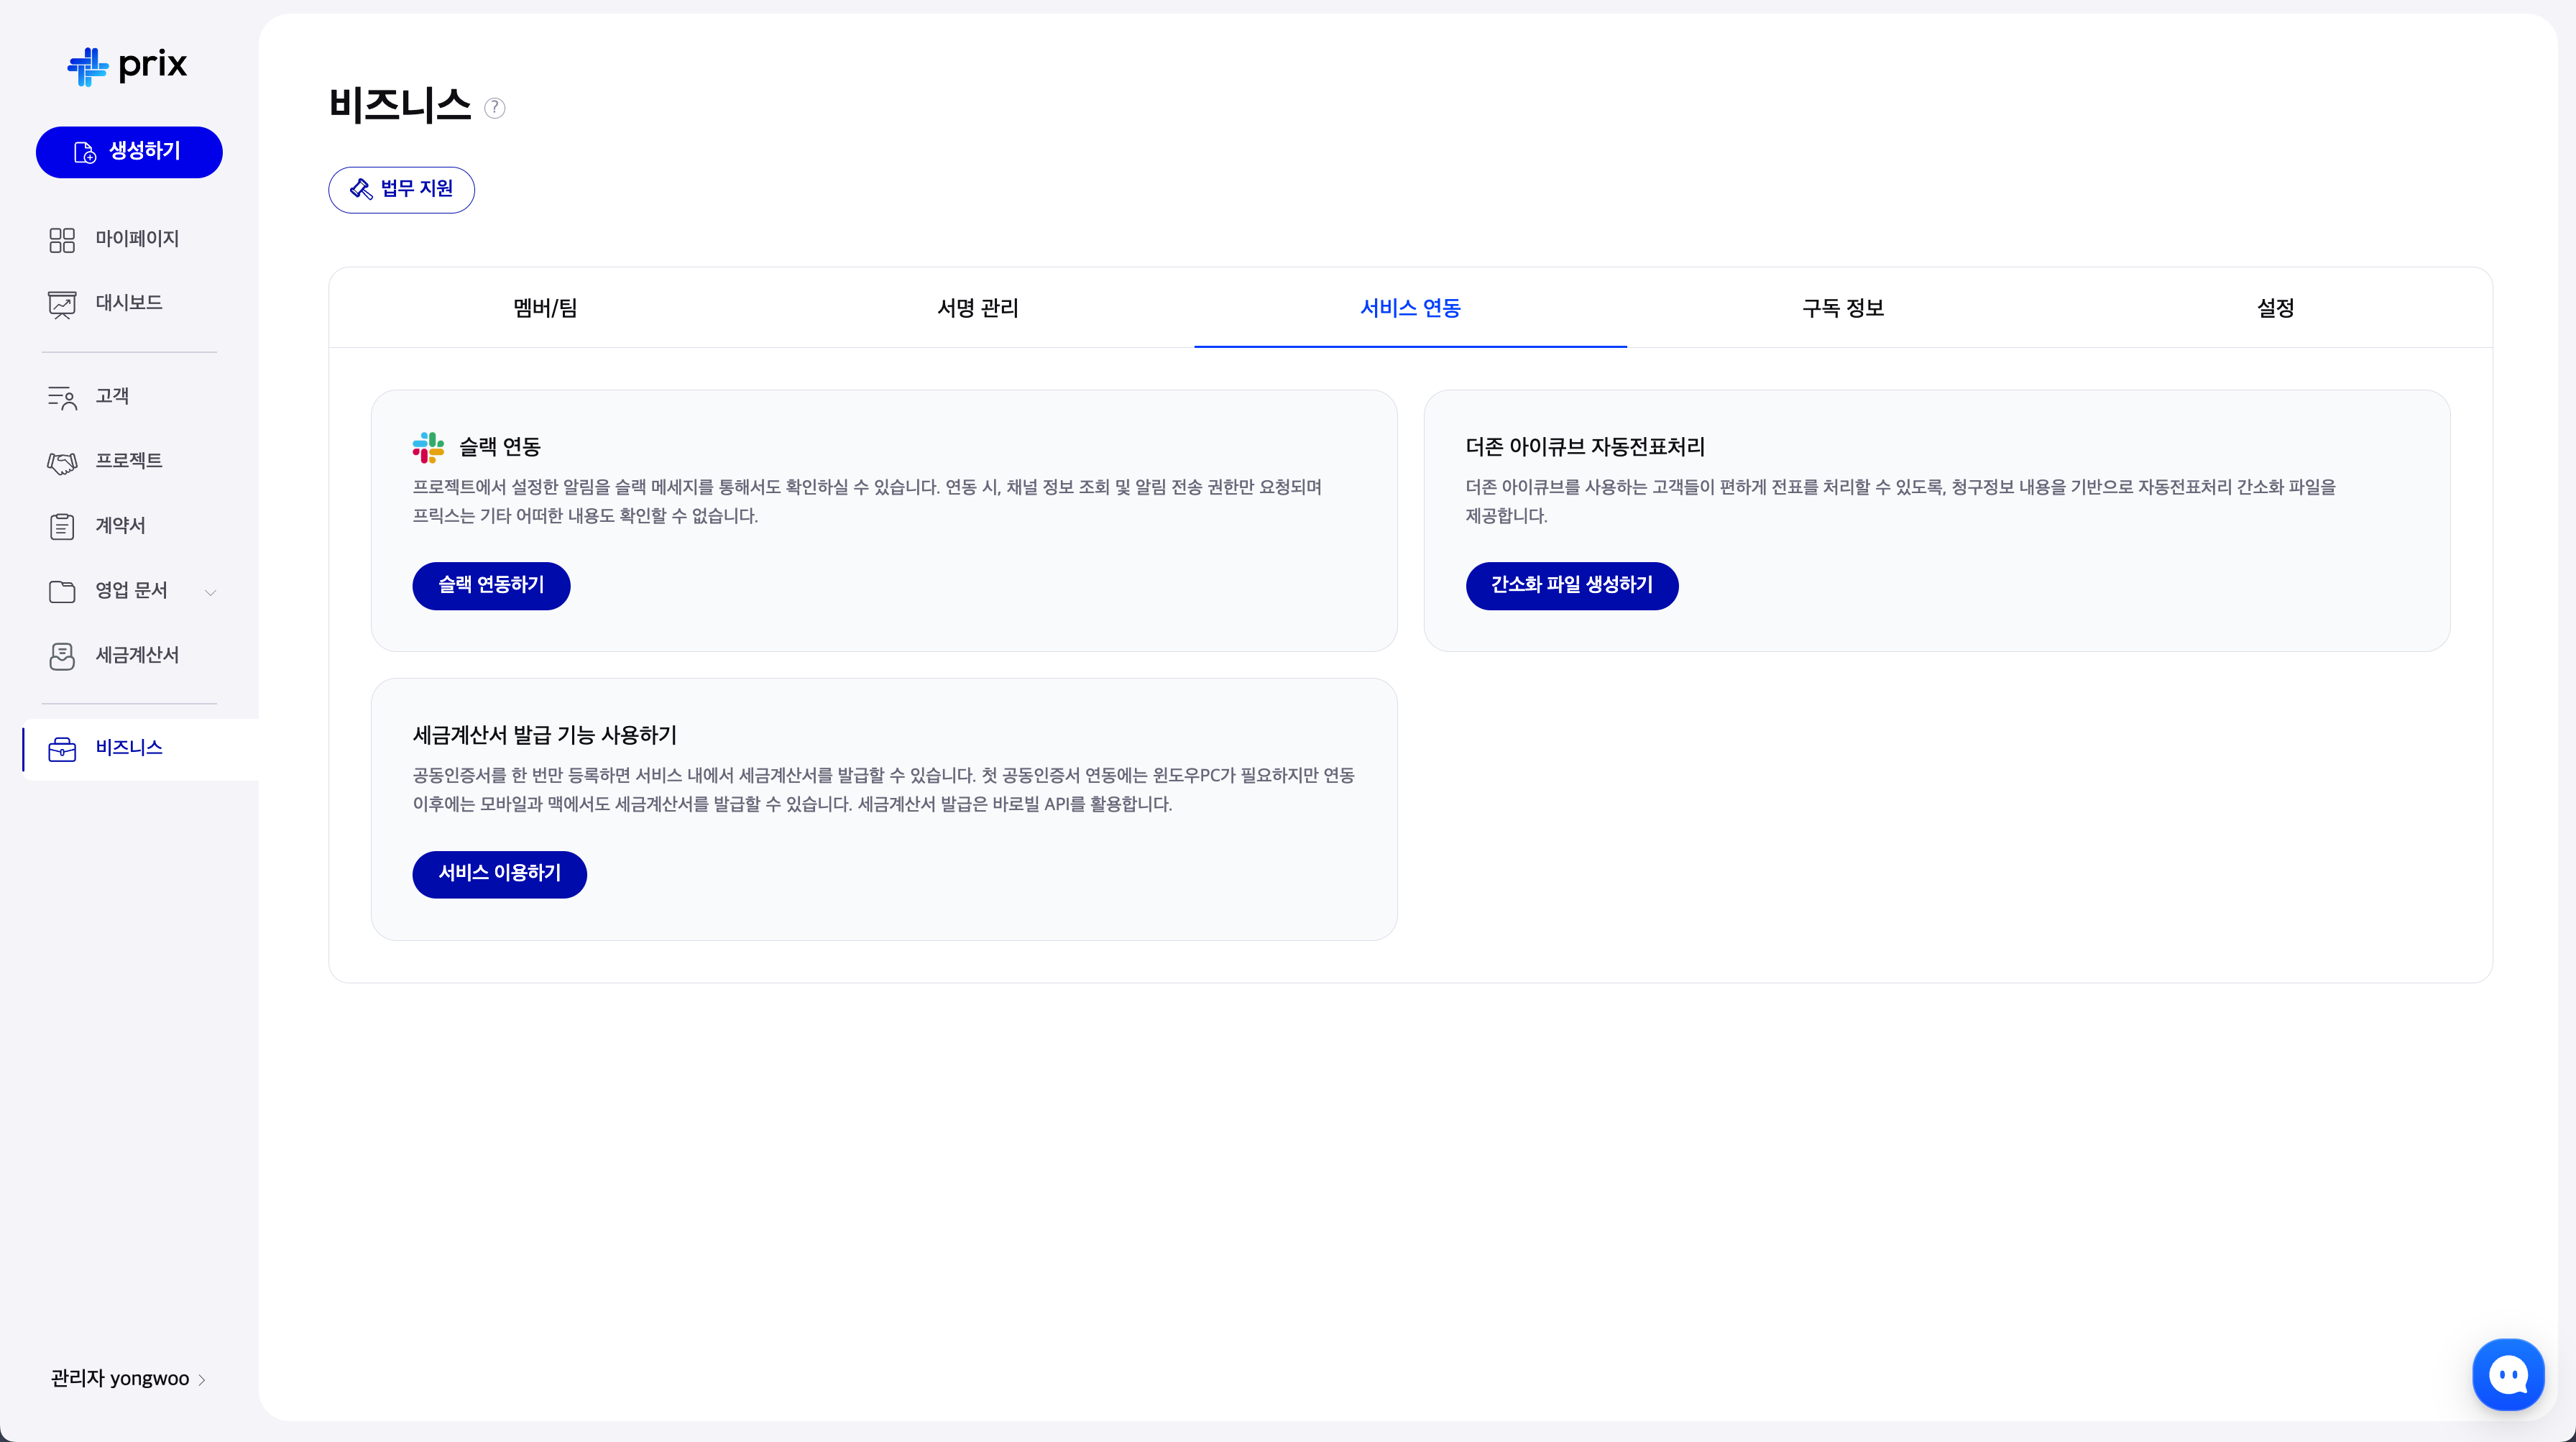 prix
생성하기
마이페이지
대시보드
고객
프로젝트
계약서
영업 문서
세금계산서
비즈니스
관리자 yongwoo
비즈니스 ?
법무 지원
멤버/팀
서명 관리
서비스 연동
구독 정보
설정
슬랙 연동
프로젝트에서 설정한 알림을 슬랙 메세지를 통해서도 확인하실 수 있습니다. 연동 시, 채널 정보 조회 및 알림 전송 권한만 요청되며
프릭스는 기타 어떠한 내용도 확인할 수 없습니다.
슬랙 연동하기
더존 아이큐브 자동전표처리
더존 아이큐브를 사용하는 고객들이 편하게 전표를 처리할 수 있도록, 청구정보 내용을 기반으로 자동전표처리 간소화 파일을
제공합니다.
간소화 파일 생성하기
세금계산서 발급 기능 사용하기
공동인증서를 한 번만 등록하면 서비스 내에서 세금계산서를 발급할 수 있습니다. 첫 공동인증서 연동에는 윈도우PC가 필요하지만 연동
이후에는 모바일과 맥에서도 세금계산서를 발급할 수 있습니다. 세금계산서 발급은 바로빌 API를 활용합니다.
서비스 이용하기